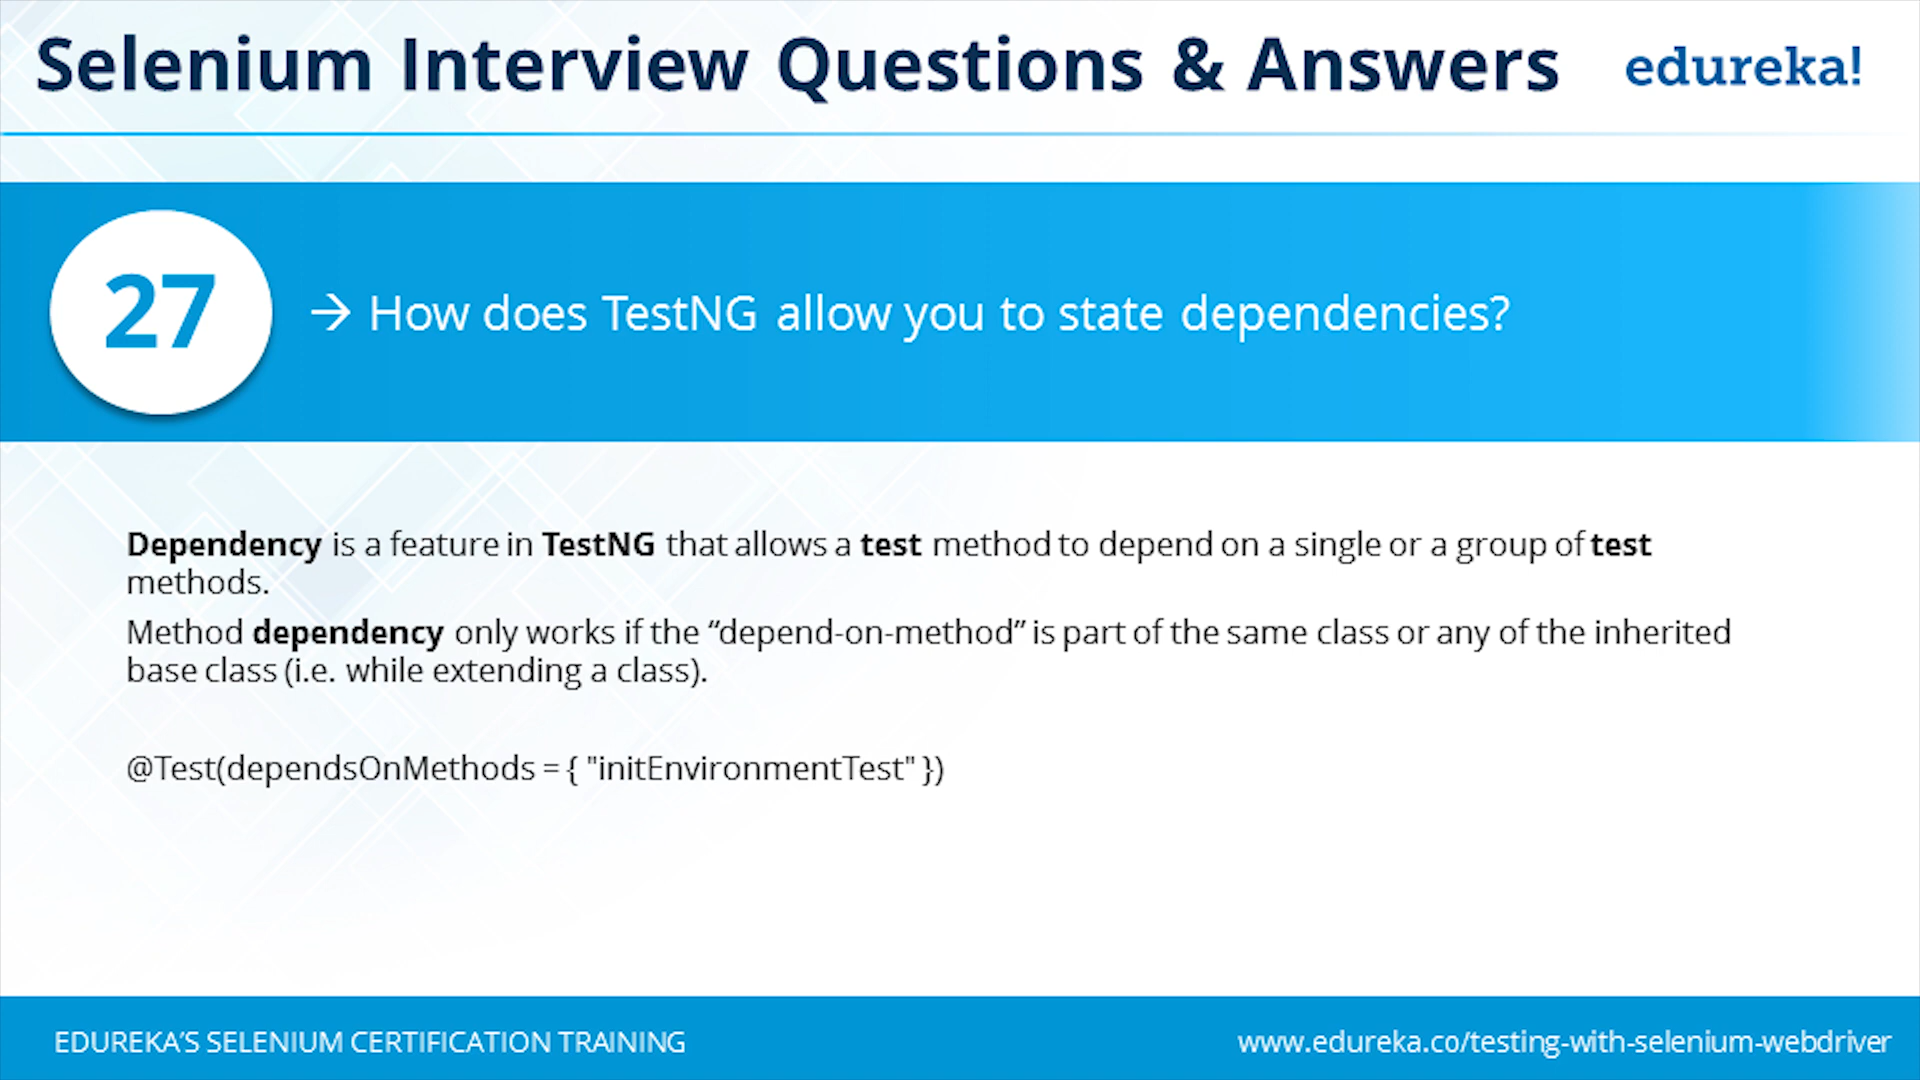 Selenium Interview Questions & Answers
edureka!
27
→ How does TestNG allow you to state dependencies?
Dependency is a feature in TestNG that allows a test method to depend on a single or a group of test
methods.
Method dependency only works if the “depend-on-method” is part of the same class or any of the inherited
base class (i.e. while extending a class).
@Test(dependsOnMethods = { "initEnvironmentTest" })
EDUREKA’S SELENIUM CERTIFICATION TRAINING
www.edureka.co/testing-with-selenium-webdriver